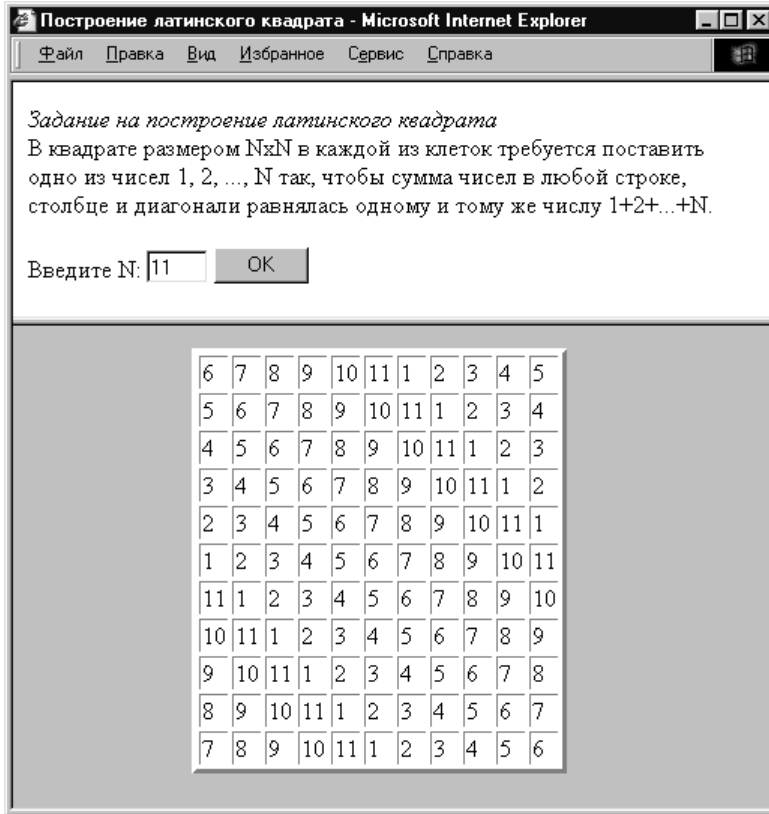 Построение латинского квадрата - Microsoft Internet Explorer
Файл Правка Вид Избранное Сервис Справка
Задание на построение латинского квадрата
В квадрате размером NxN в каждой из клеток требуется поставить
одно из чисел 1, 2, ..., N так, чтобы сумма чисел в любой строке,
столбце и диагонали равнялась одному и тому же числу 1+2+...+N.
Введите N: 11 OK
6 7 8 9 10 11 1 2 3 4 5
5 6 7 8 9 10 11 1 2 3 4
4 5 6 7 8 9 10 11 1 2 3
3 4 5 6 7 8 9 10 11 1 2
2 3 4 5 6 7 8 9 10 11 1
1 2 3 4 5 6 7 8 9 10 11
11 1 2 3 4 5 6 7 8 9 10
10 11 1 2 3 4 5 6 7 8 9
9 10 11 1 2 3 4 5 6 7 8
8 9 10 11 1 2 3 4 5 6 7
7 8 9 10 11 1 2 3 4 5 6